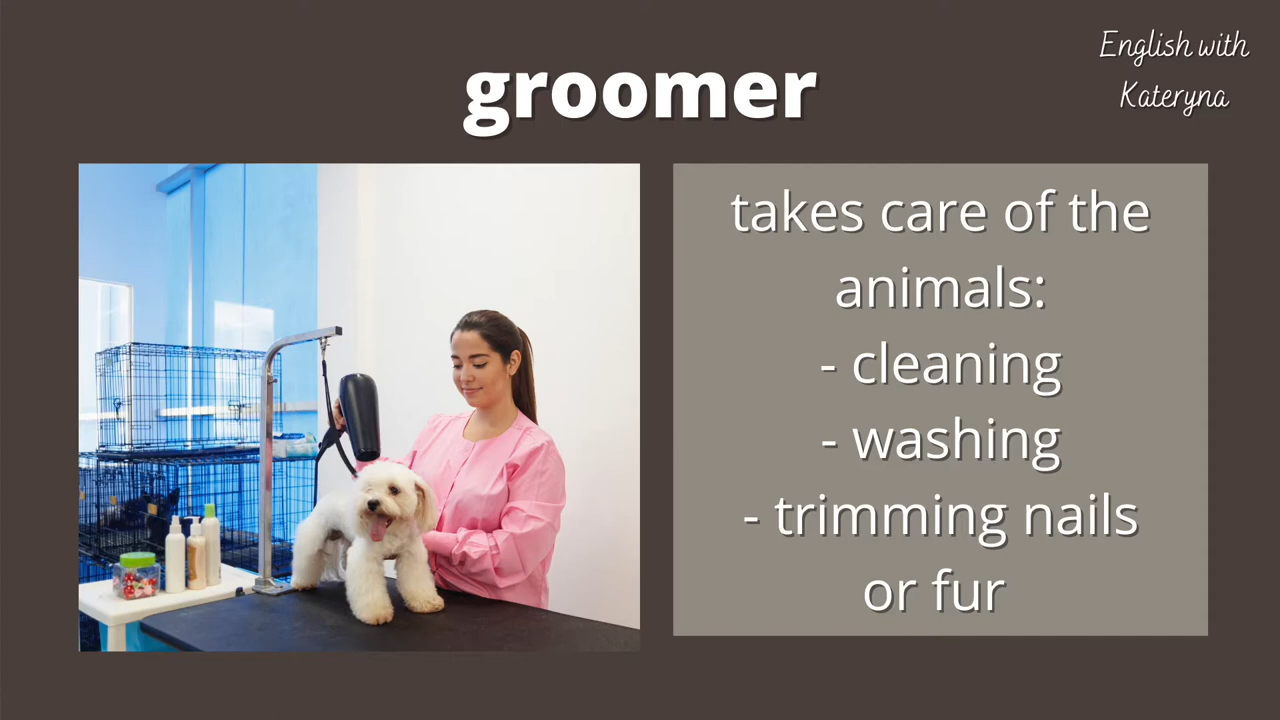 English with
Kateryna
groomer
takes care of the
animals:
- cleaning
- washing
- trimming nails
or fur